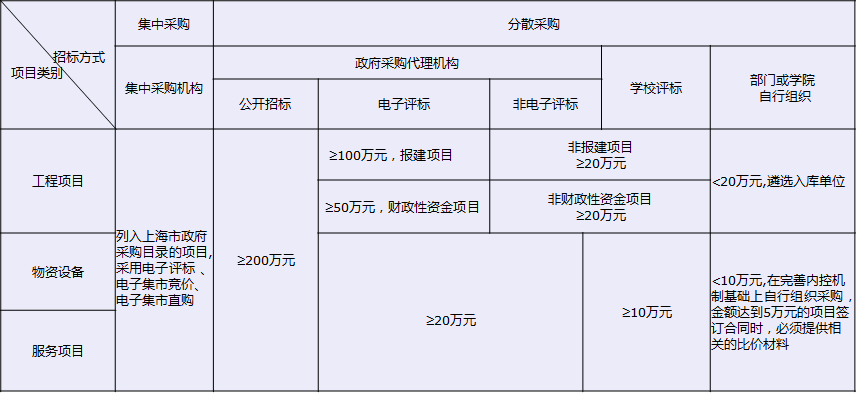 集中采购
分散采购
招标方式
项目类别
集中采购机构
政府采购代理机构
学校评标
部门或学院
自行组织
公开招标
电子评标
非电子评标
工程项目
≥100万元，报建项目
非报建项目
≥20万元
<20万元,遴选入库单位
≥50万元，财政性资金项目
非财政性资金项目
≥20万元
列入上海市政府
采购目录的项目,
采用电子评标 、
电子集市竞价、
电子集市直购
≥200万元
物资设备
≥20万元
≥10万元
<10万元,在完善内控机
制基础上自行组织采购，
金额达到5万元的项目签
订合同时，必须提供相
关的比价材料
服务项目